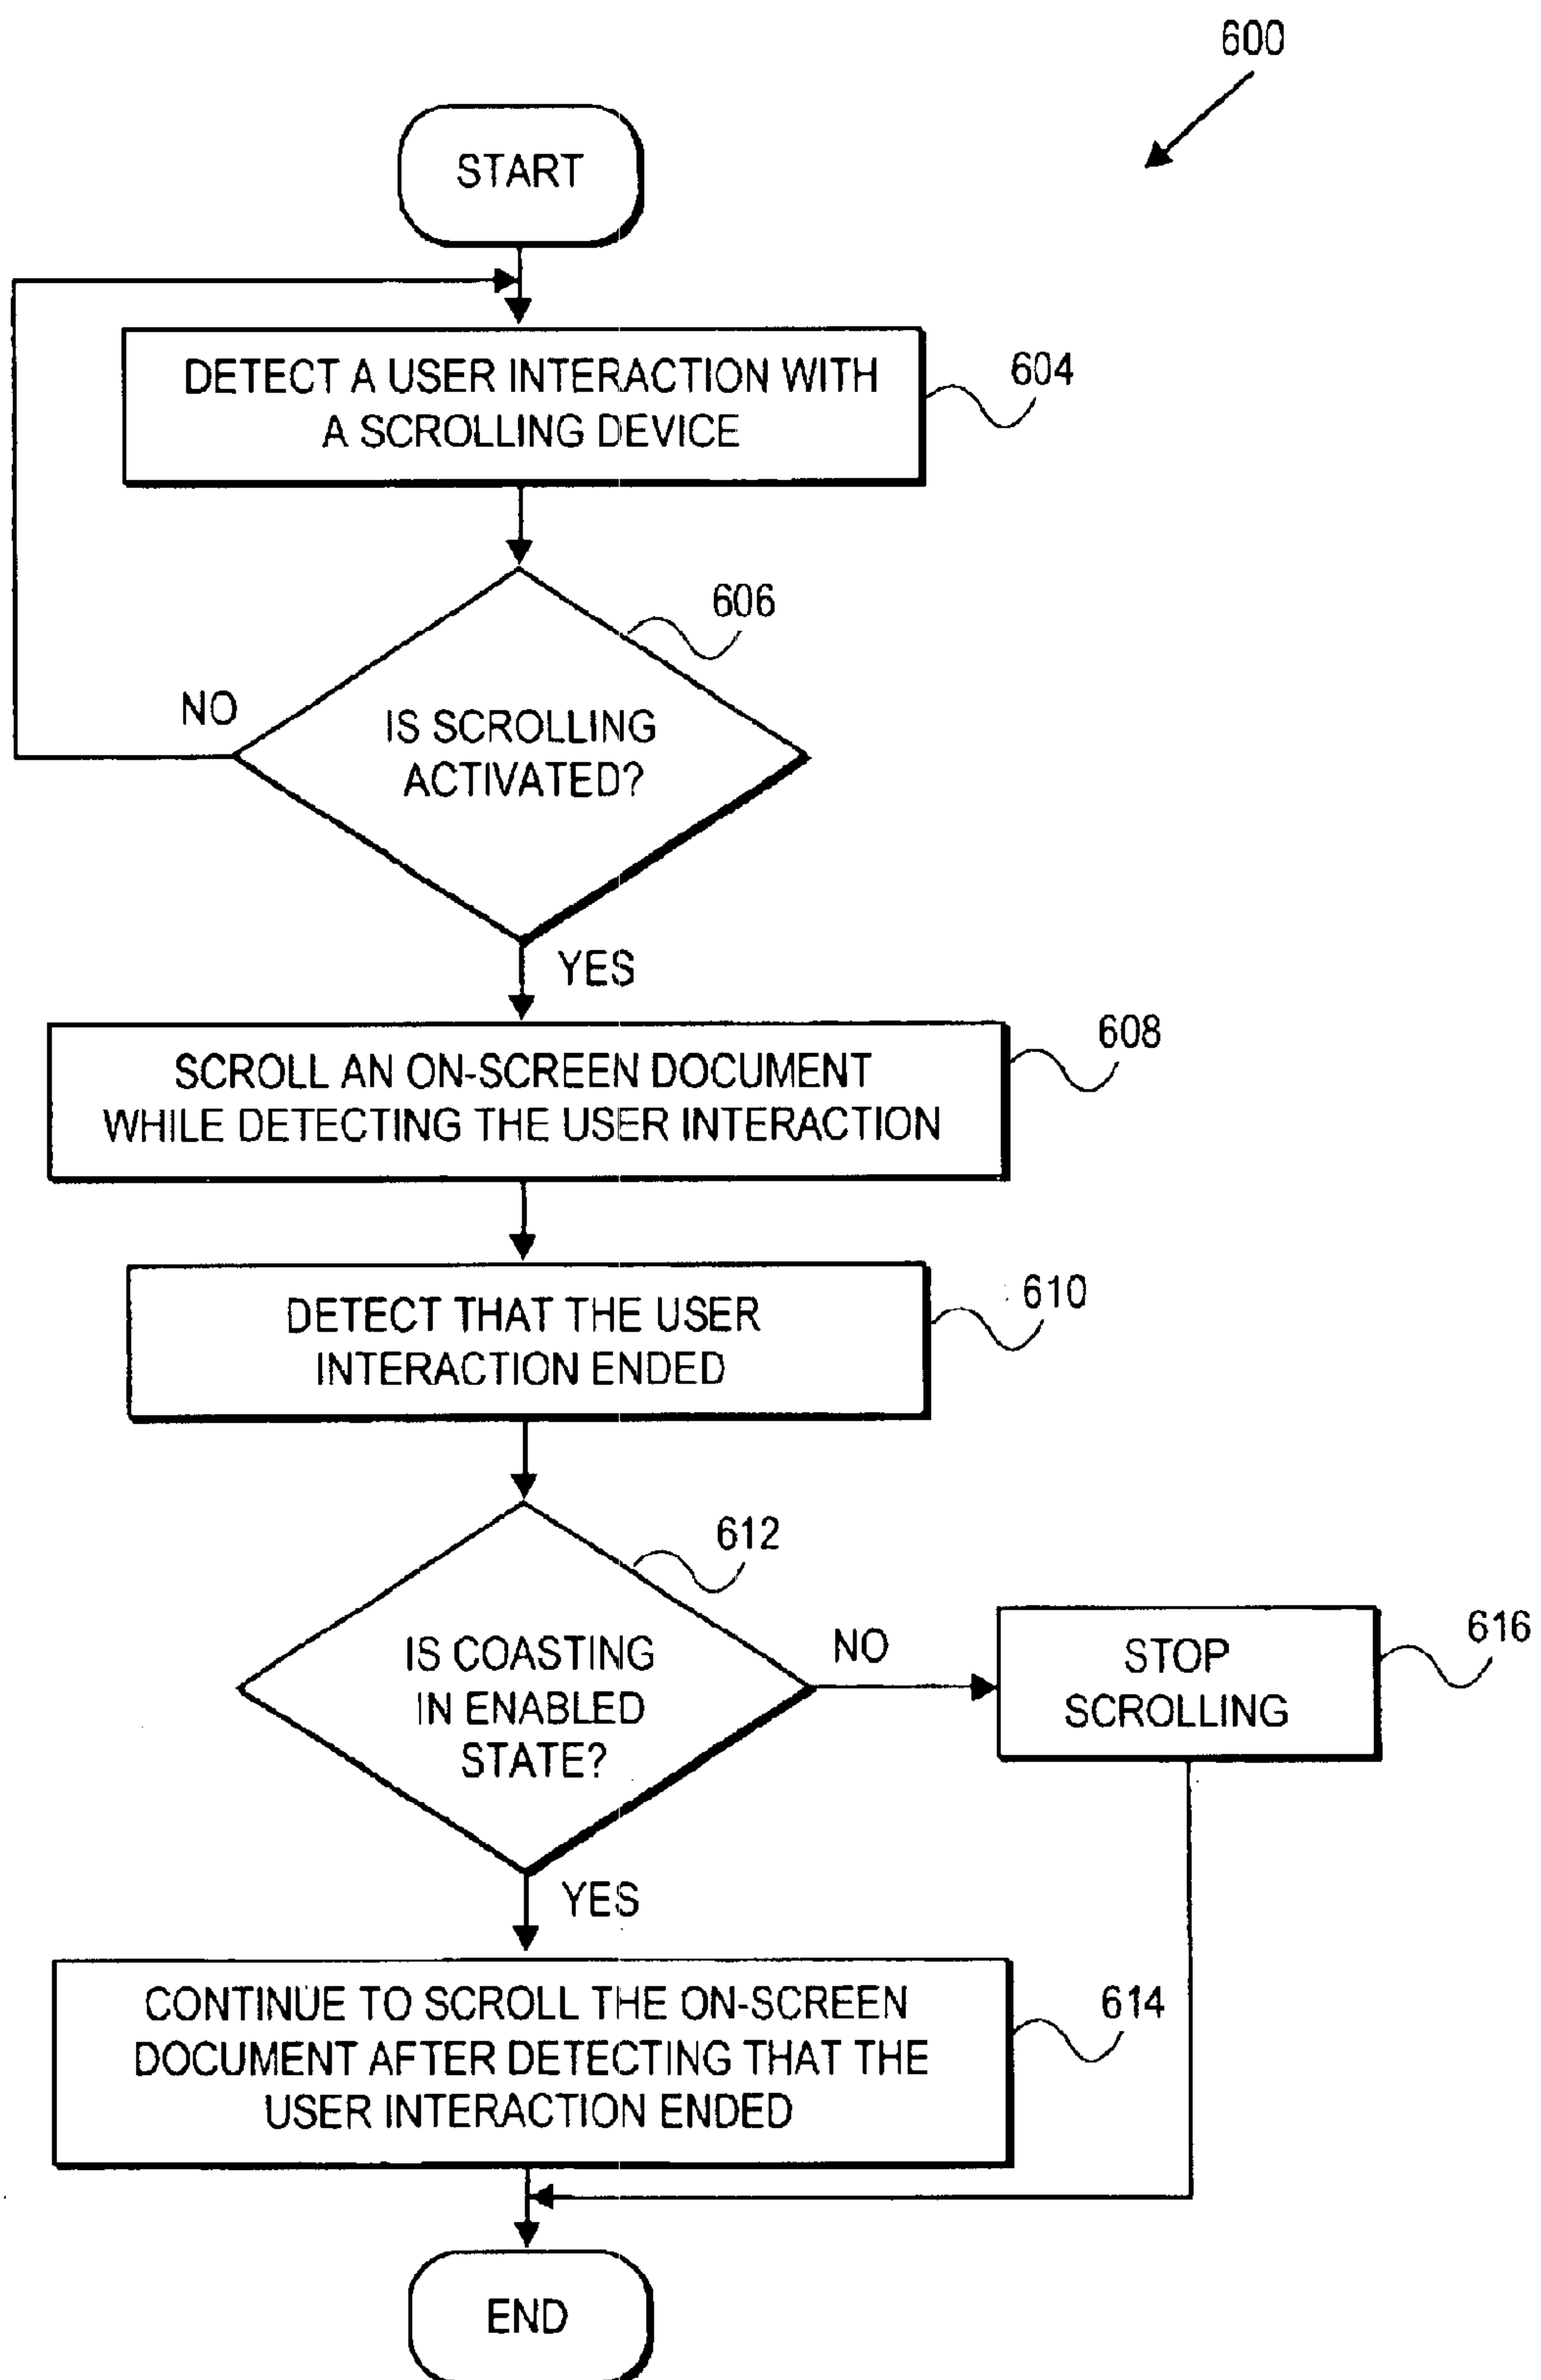 600
START
DETECT A USER INTERACTION WITH
A SCROLLING DEVICE
604
606
NO
IS SCROLLING
ACTIVATED?
YES
608
SCROLL AN ON-SCREEN DOCUMENT
WHILE DETECTING THE USER INTERACTION
610
DETECT THAT THE USER
INTERACTION ENDED
612
IS COASTING
IN ENABLED
STATE?
NO
STOP
SCROLLING
616
YES
CONTINUE TO SCROLL THE ON-SCREEN
DOCUMENT AFTER DETECTING THAT THE
USER INTERACTION ENDED
614
END